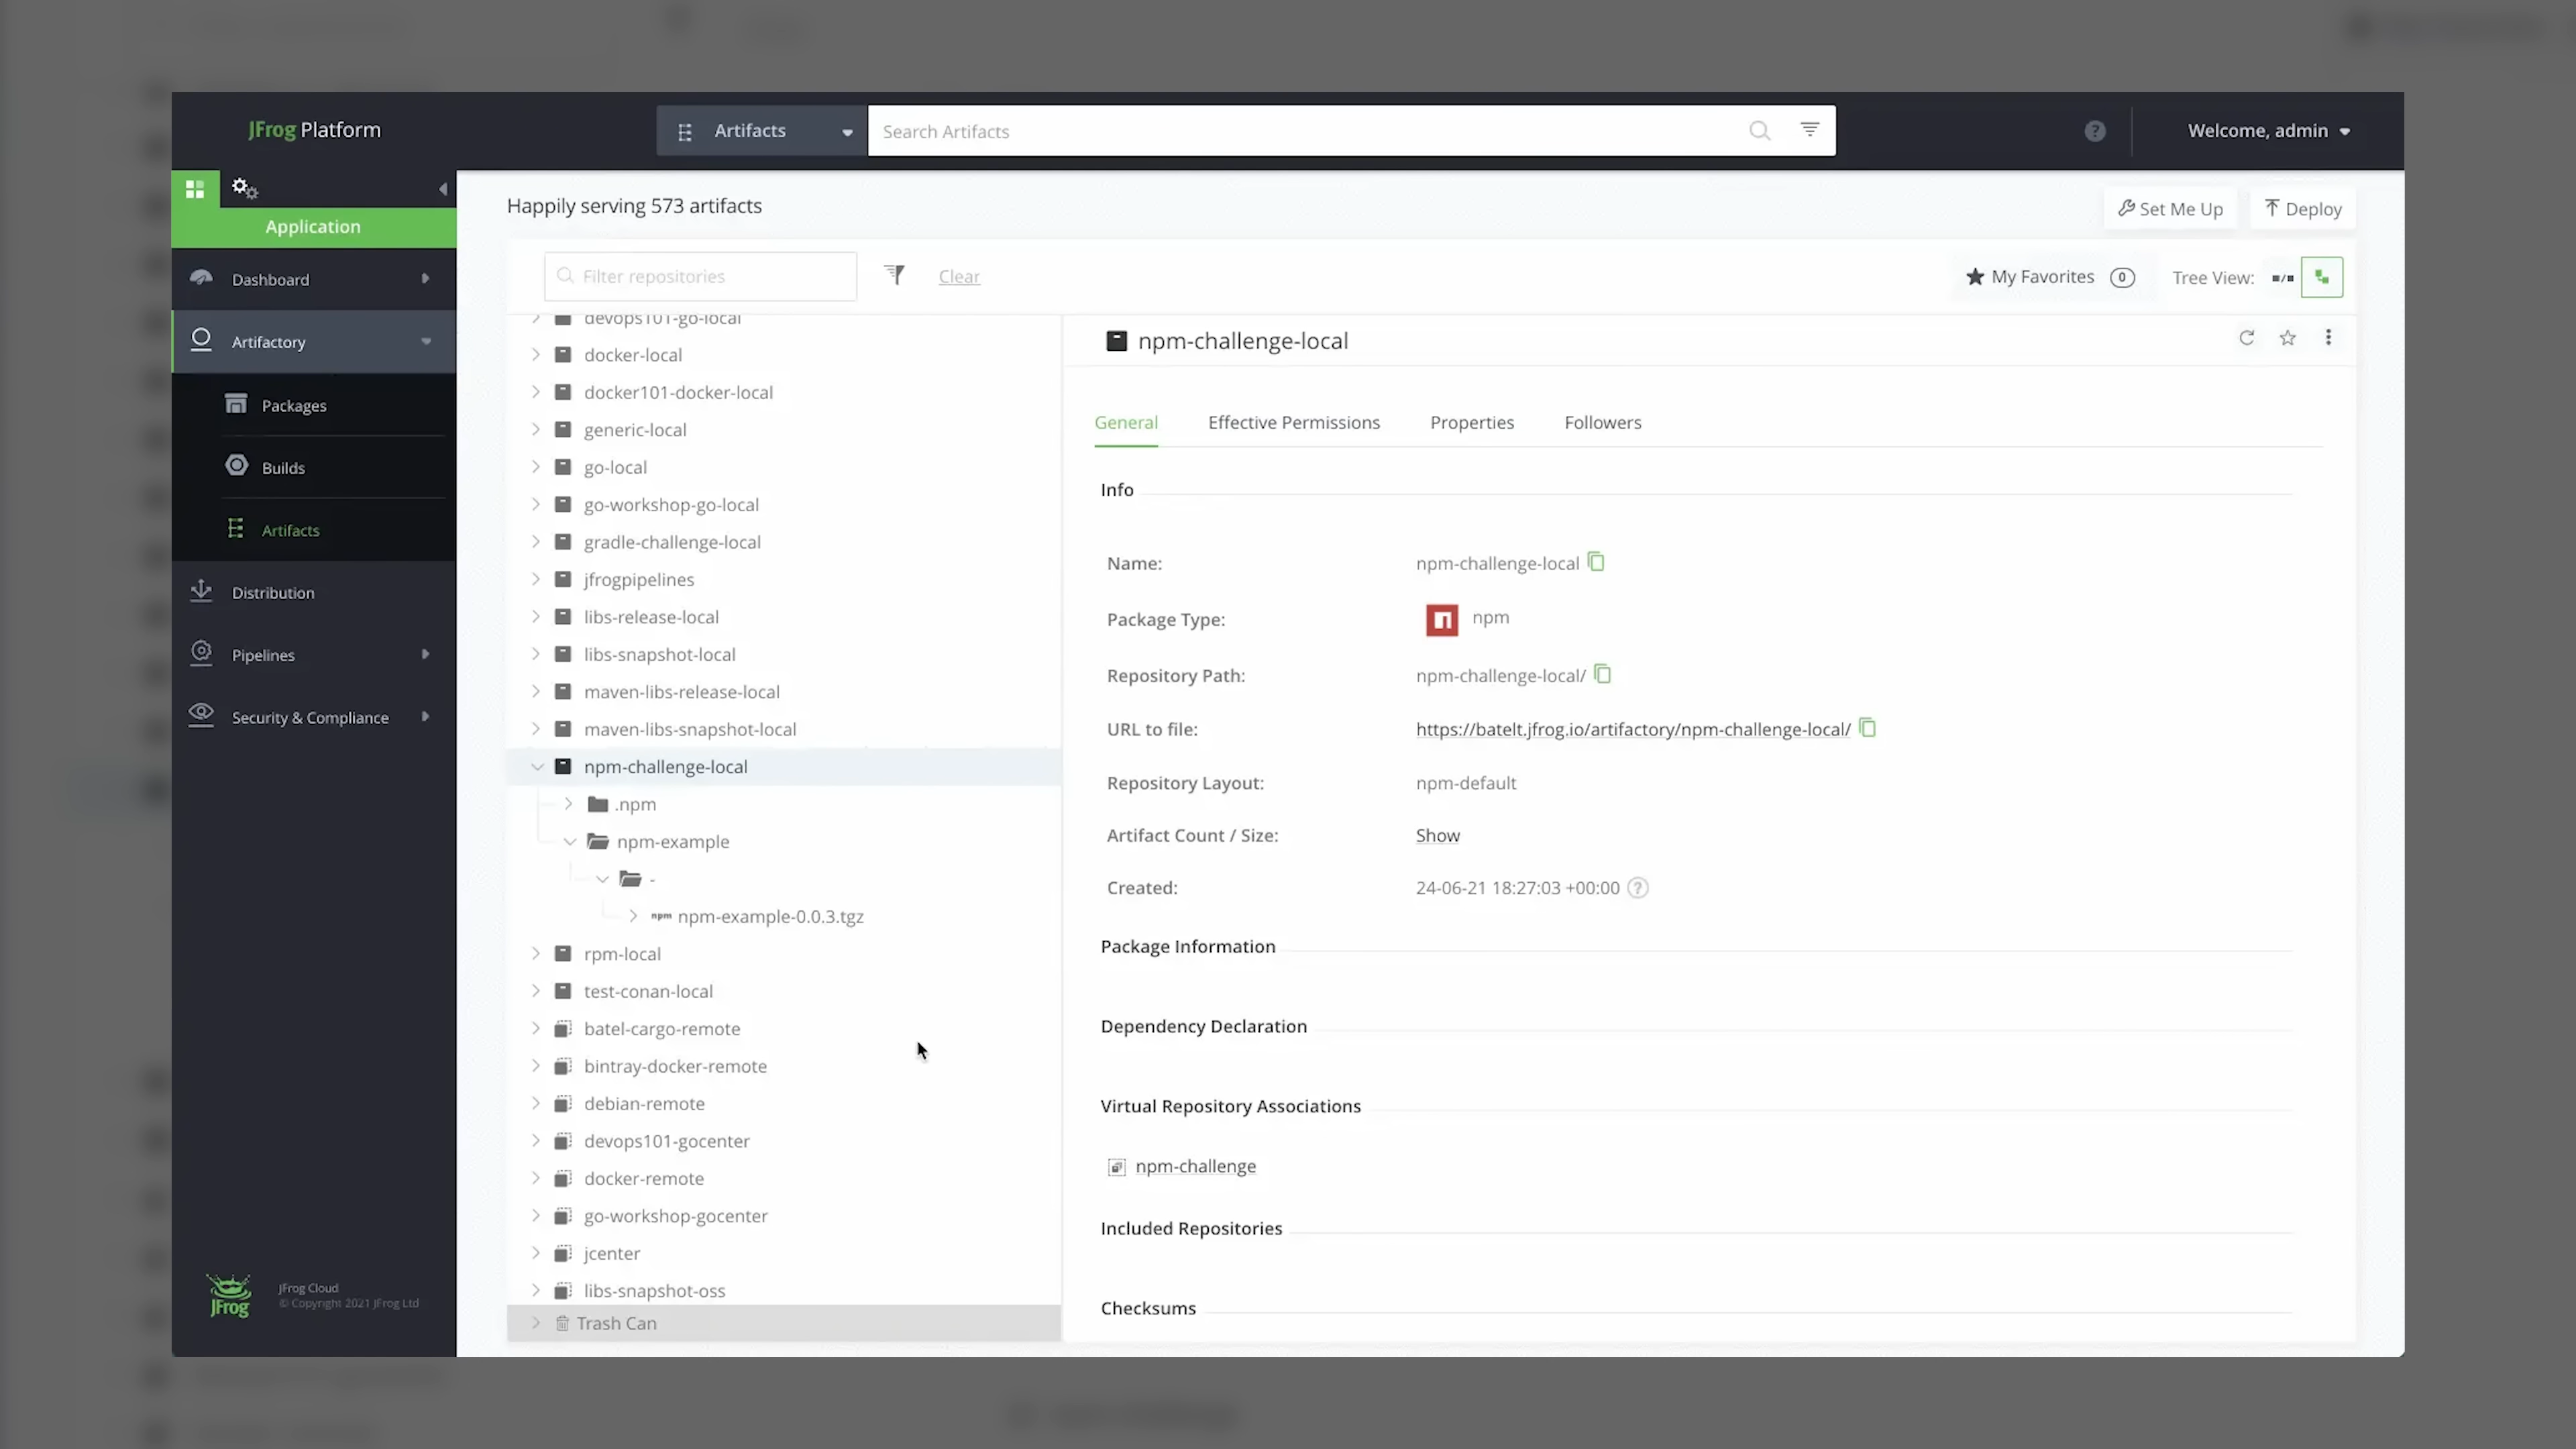 JFrog Platform
Artifacts
Search Artifacts
?
Welcome, admin
Application
Happily serving 573 artifacts
Set Me Up
Deploy
Dashboard
Artifactory
Packages
Builds
Artifacts
Distribution
Pipelines
Security & Compliance
JFrog
JFrog Cloud
© Copyright 2021 JFrog Ltd
Filter repositories
Clear
My Favorites 0
Tree View:
devops101-go-local
docker-local
docker101-docker-local
generic-local
go-local
go-workshop-go-local
gradle-challenge-local
jfrogpipelines
libs-release-local
libs-snapshot-local
maven-libs-release-local
maven-libs-snapshot-local
npm-challenge-local
.npm
npm-example
-
npm npm-example-0.0.3.tgz
rpm-local
test-conan-local
batel-cargo-remote
bintray-docker-remote
debian-remote
devops101-gocenter
docker-remote
go-workshop-gocenter
jcenter
libs-snapshot-oss
Trash Can
npm-challenge-local
General Effective Permissions Properties Followers
Info
Name: npm-challenge-local
Package Type: npm
Repository Path: npm-challenge-local/
URL to file: https://batelt.jfrog.io/artifactory/npm-challenge-local/
Repository Layout: npm-default
Artifact Count / Size: Show
Created: 24-06-21 18:27:03 +00:00 ?
Package Information
Dependency Declaration
Virtual Repository Associations
npm-challenge
Included Repositories
Checksums